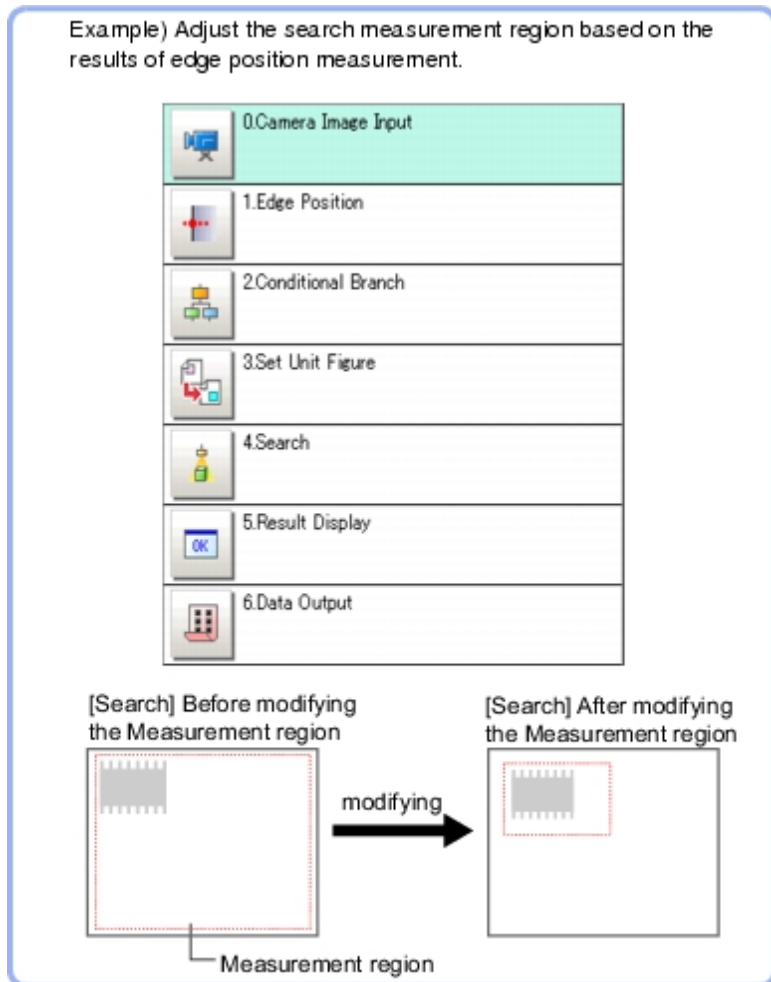 Example) Adjust the search measurement region based on the
results of edge position measurement.
0.Camera Image Input
1.Edge Position
2.Conditional Branch
3.Set Unit Figure
4.Search
5.Result Display
OK
6.Data Output
[Search] Before modifying
the Measurement region
[Search] After modifying
the Measurement region
modifying
Measurement region